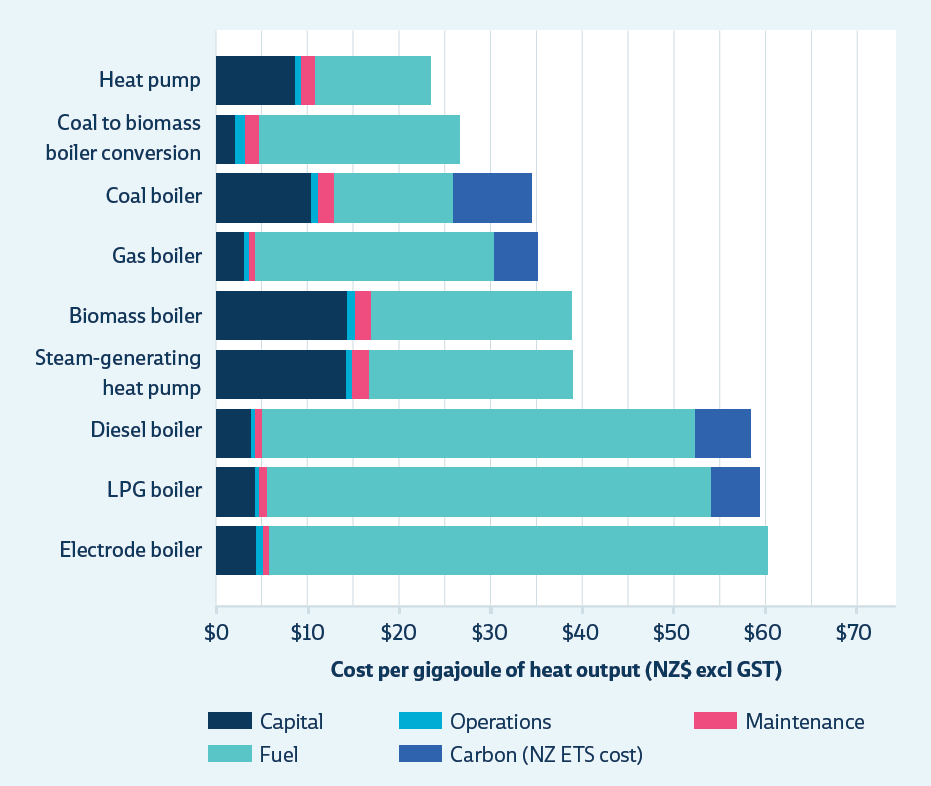 Heat pump
Coal to biomass
boiler conversion
Coal boiler
Gas boiler
Biomass boiler
Steam-generating
heat pump
Diesel boiler
LPG boiler
Electrode boiler
$0 $10 $20 $30 $40 $50 $60 $70
Cost per gigajoule of heat output (NZ$ excl GST)
Capital Operations Maintenance
Fuel Carbon (NZ ETS cost)